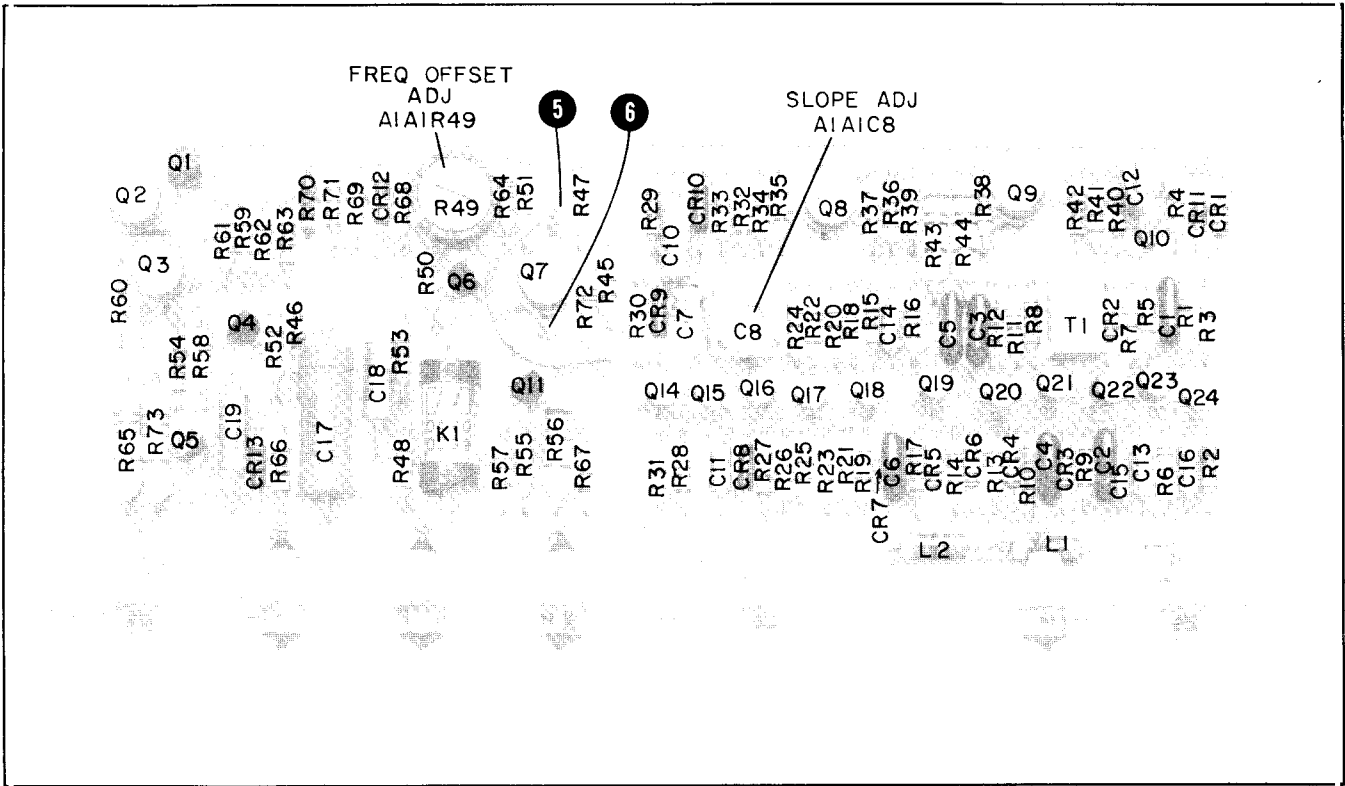 FREQ OFFSET
ADJ
A1A1R49
5
6
SLOPE ADJ
A1A1C8
Q1
Q2
R61
R59
R62
R63
R70
R71
R69
CR12
R68
R49
R64
R51
R47
R29
CR10
R33
R32
R34
R35
Q8
R37
R36
R39
R38
Q9
R42
R41
R40
C12
R4
CR11
CR1
Q3
R50
Q6
Q7
C10
R43
R44
Q10
R60
Q4
R52
R46
R72
R45
R30
CR9
C7
C8
R24
R22
R20
R18
R15
C14
R16
C5
C3
R12
R11
R8
T1
CR2
R7
R5
C1
R1
R3
R54
R58
C18
R53
Q11
Q14
Q15
Q16
Q17
Q18
Q19
Q20
Q21
Q22
Q23
Q24
R65
R73
Q5
C19
CR13
R66
C17
R48
K1
R57
R55
R56
R67
R31
R28
C11
CR8
R27
R26
R25
R23
R21
R19
CR7
C6
R17
CR5
R14
CR6
R13
CR4
R10
C4
CR3
R9
C2
C15
C13
R6
C16
R2
L2
L1